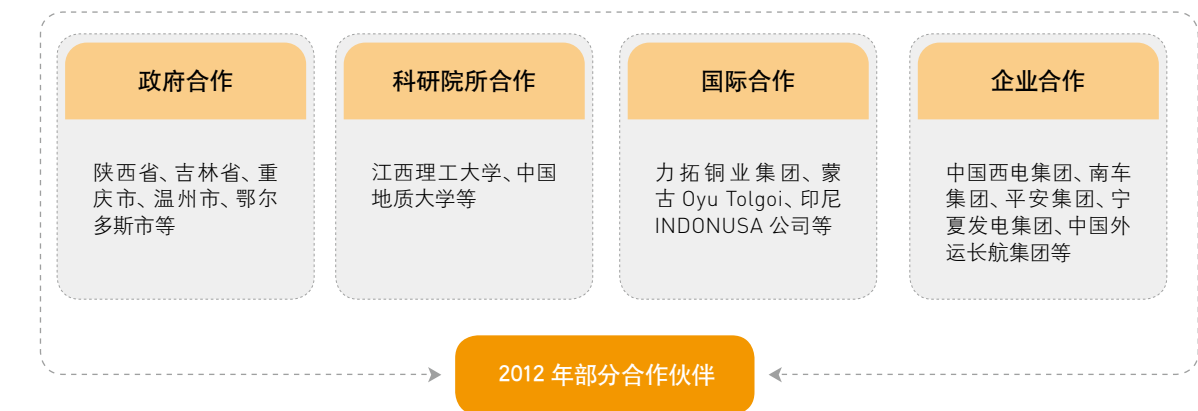 政府合作
陕西省、吉林省、重
庆市、温州市、鄂尔
多斯市等
科研院所合作
江西理工大学、中国
地质大学等
国际合作
力拓铜业集团、蒙
古 Oyu Tolgoi、印尼
INDONUSA 公司等
企业合作
中国西电集团、南车
集团、平安集团、宁
夏发电集团、中国外
运长航集团等
2012 年部分合作伙伴